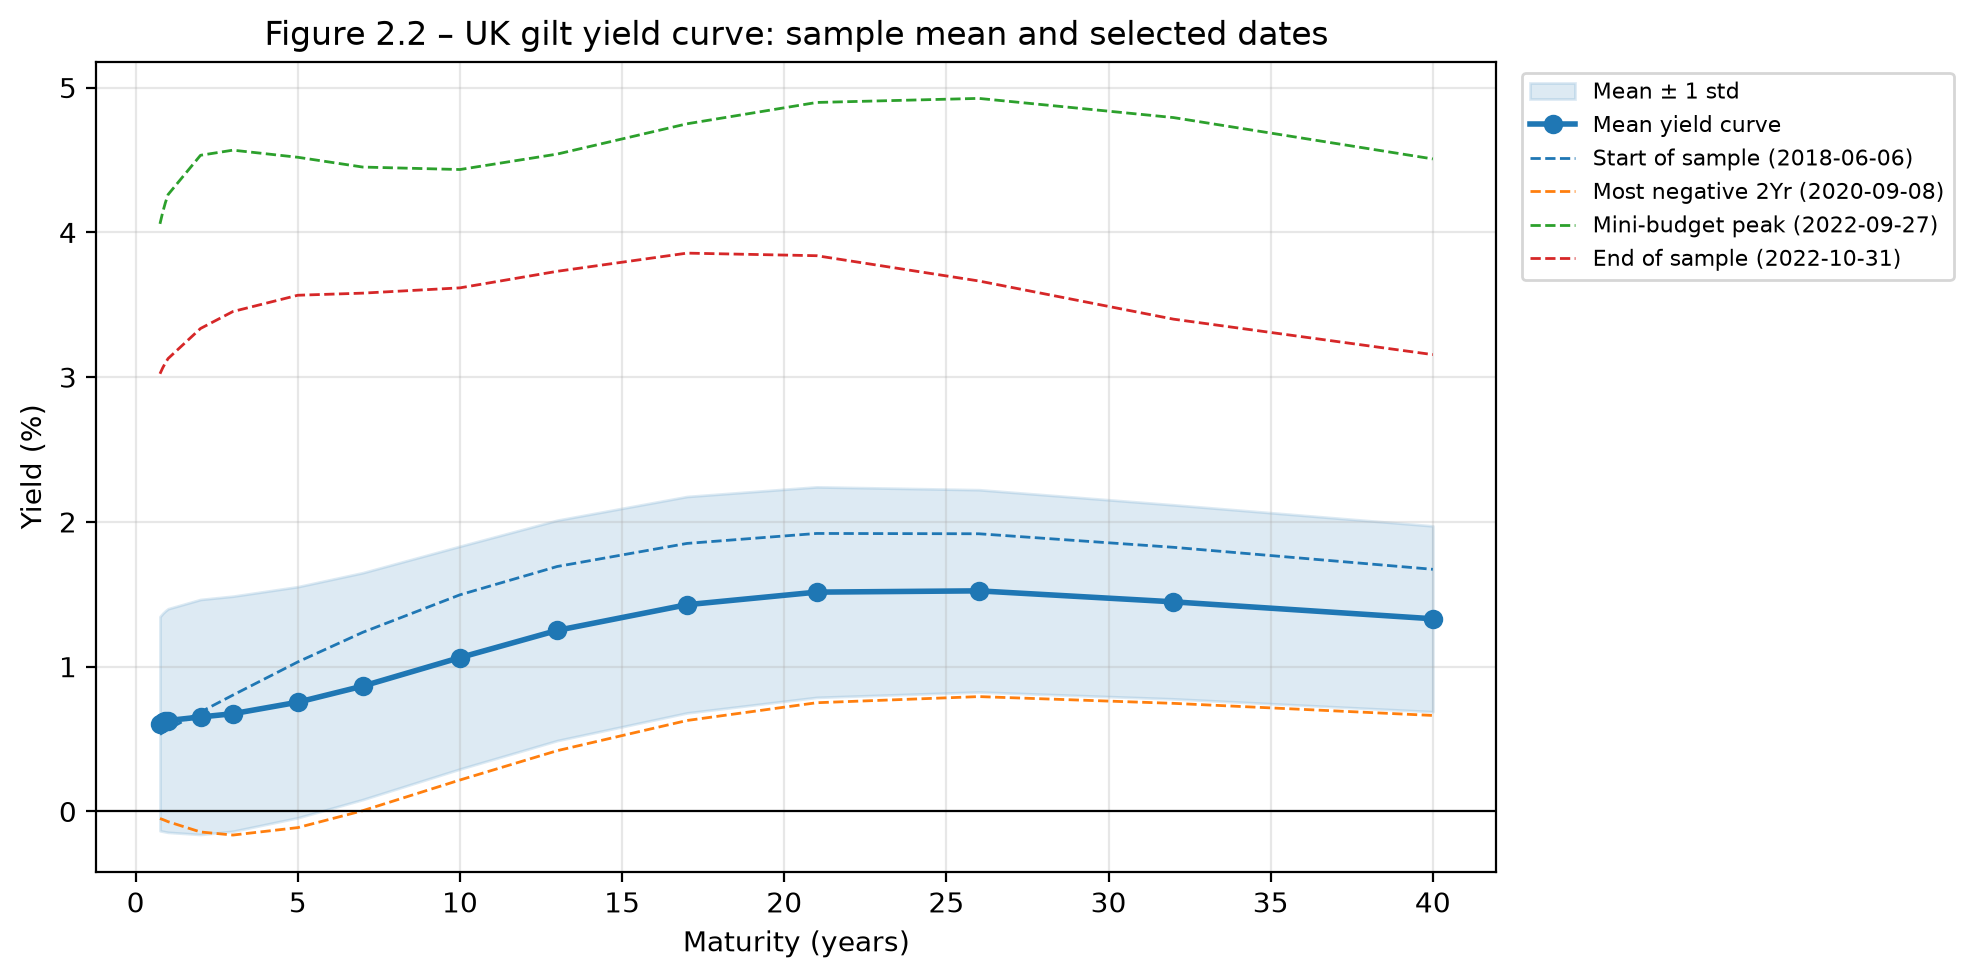 Figure 2.2 – UK gilt yield curve: sample mean and selected dates
Mean ± 1 std
Mean yield curve
Start of sample (2018-06-06)
Most negative 2Yr (2020-09-08)
Mini-budget peak (2022-09-27)
End of sample (2022-10-31)
Yield (%)
5
4
3
2
1
0
0 5 10 15 20 25 30 35 40
Maturity (years)